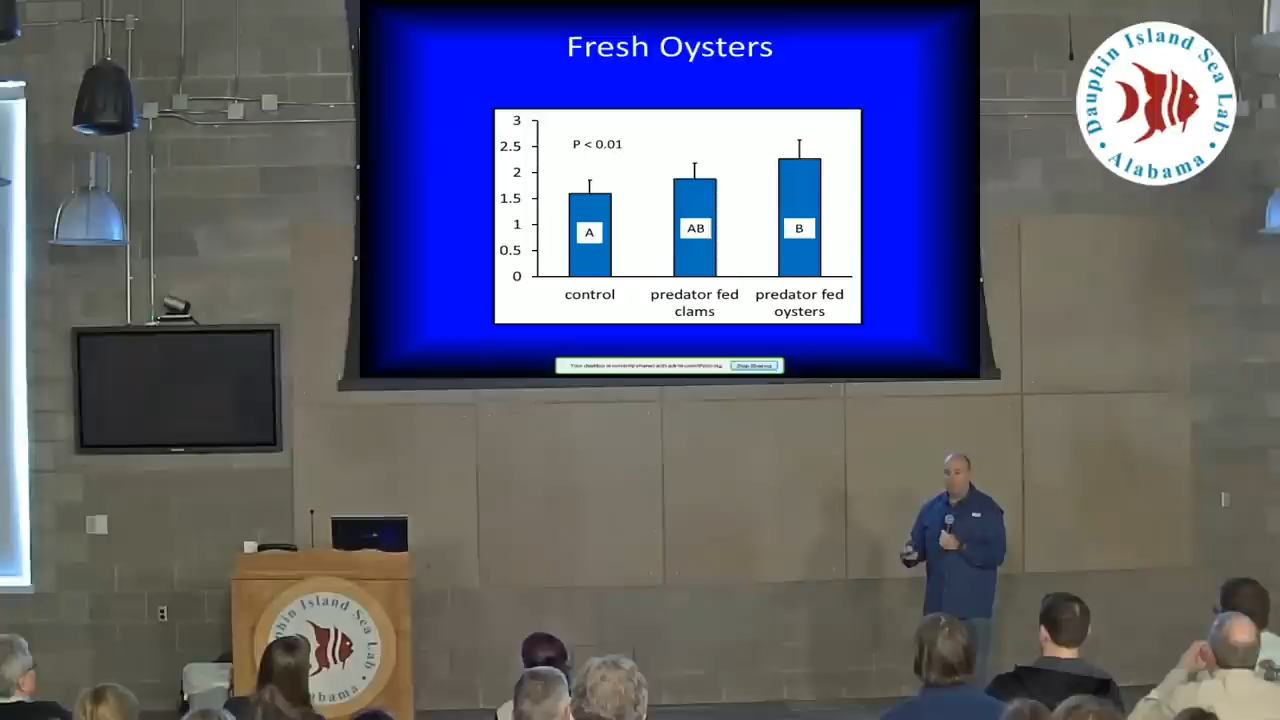 Fresh Oysters
3
2.5
2
1.5
1
0.5
0
P < 0.01
A
AB
B
control
predator fed clams
predator fed oysters
Dauphin Island Sea Lab
• Alabama •
Dauphin Island Sea Lab
Alabama •